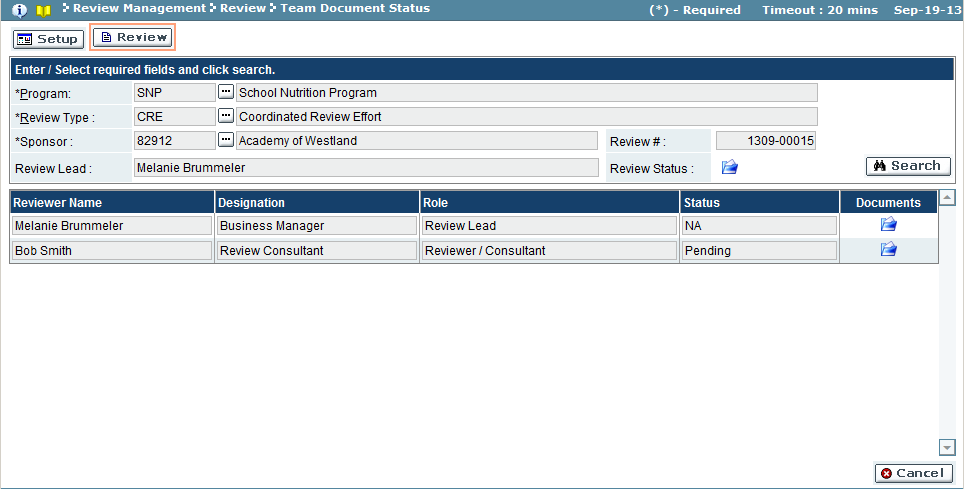 Review Management Review Team Document Status (*) - Required Timeout : 20 mins Sep-19-13
Setup Review
Enter / Select required fields and click search.
*Program: SNP ... School Nutrition Program
*Review Type : CRE ... Coordinated Review Effort
*Sponsor : 82912 ... Academy of Westland Review # : 1309-00015
Review Lead : Melanie Brummeler Review Status : Search
Reviewer Name Designation Role Status Documents
Melanie Brummeler Business Manager Review Lead NA
Bob Smith Review Consultant Reviewer / Consultant Pending
Cancel